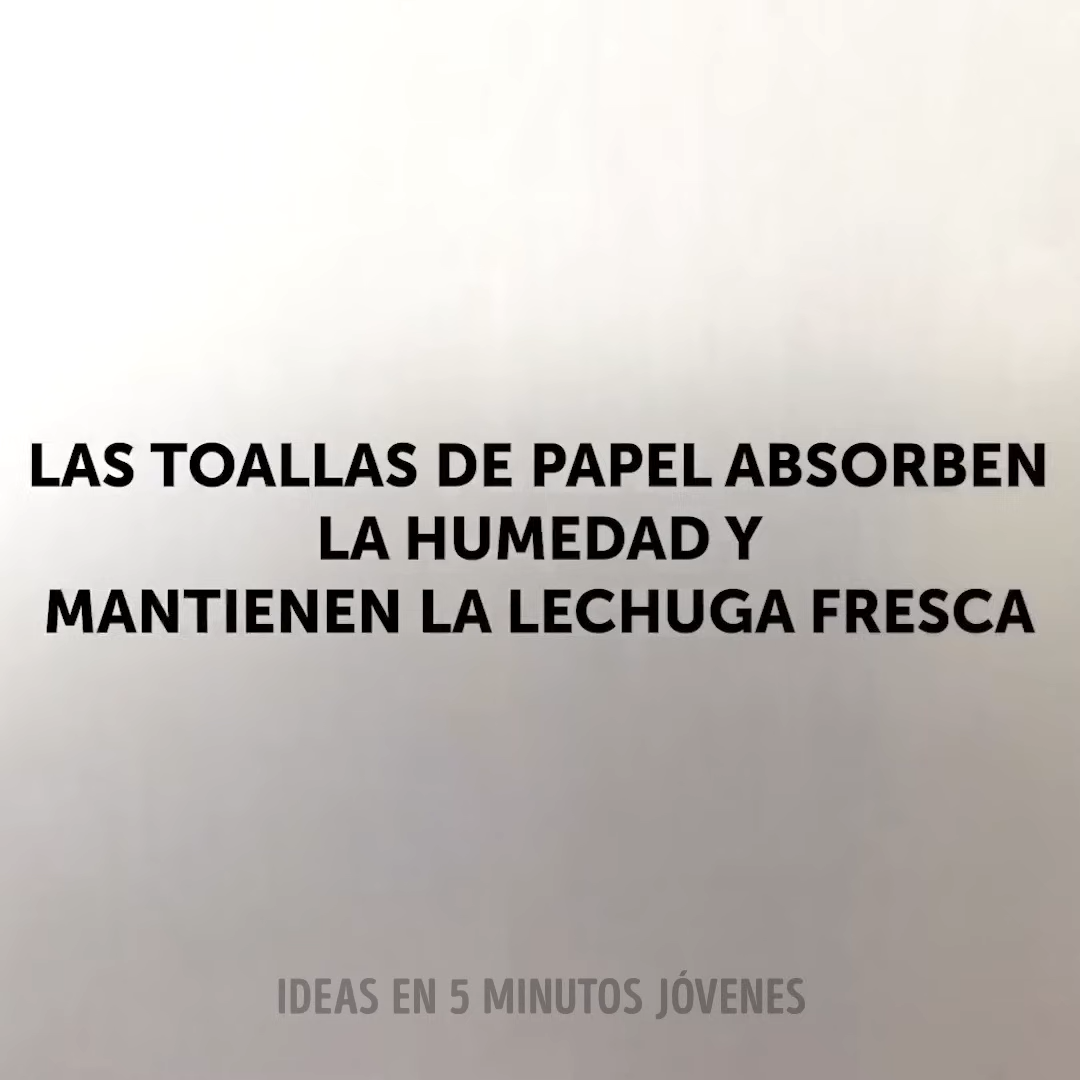 LAS TOALLAS DE PAPEL ABSORBEN
LA HUMEDAD Y
MANTIENEN LA LECHUGA FRESCA
IDEAS EN 5 MINUTOS JÓVENES